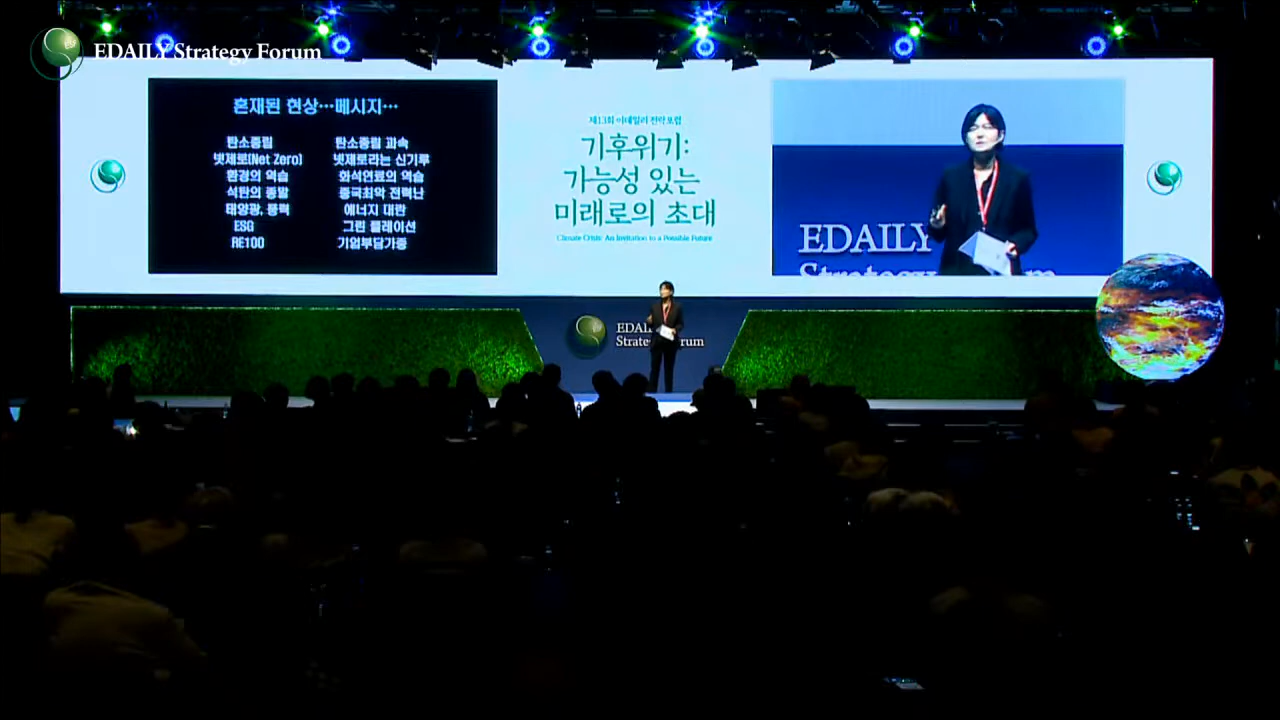 EDAILY Strategy Forum
혼재된 현상…메시지…
탄소중립 탄소중립 과속
넷제로(Net Zero) 넷제로라는 신기루
환경의 역습 화석연료의 역습
석탄의 종말 중국최악 전력난
태양광, 풍력 에너지 대란
ESG 그린 플레이션
RE100 기업부담가중
제13회 이데일리 전략포럼
기후위기:
가능성 있는
미래로의 초대
Climate Crisis: An Invitation to a Possible Future
EDAILY
Strategy
EDAI
Strate rum